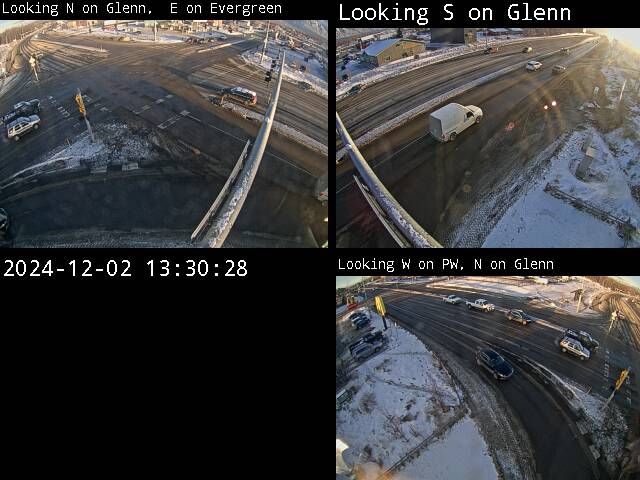 Looking N on Glenn,  E on Evergreen
Looking S on Glenn
2024-12-02 13:30:28
Looking W on PW, N on Glenn